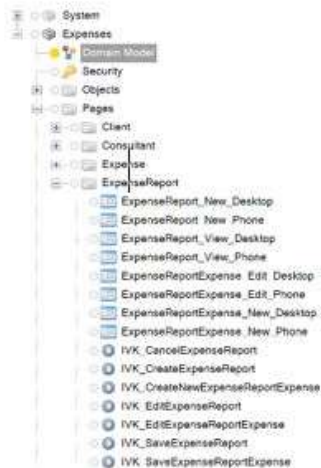 System
Expenses
Domain Model
Security
Objects
Pages
Client
Consultant
Expense
ExpenseReport
ExpenseReport_New_Desktop
ExpenseReport_New_Phone
ExpenseReport_View_Desktop
ExpenseReport_View_Phone
ExpenseReportExpense_Edit_Desktop
ExpenseReportExpense_Edit_Phone
ExpenseReportExpense_New_Desktop
ExpenseReportExpense_New_Phone
IVK_CancelExpenseReport
IVK_CreateExpenseReport
IVK_CreateNewExpenseReportExpense
IVK_EditExpenseReport
IVK_EditExpenseReportExpense
IVK_SaveExpenseReport
IVK_SaveExpenseReportExpense